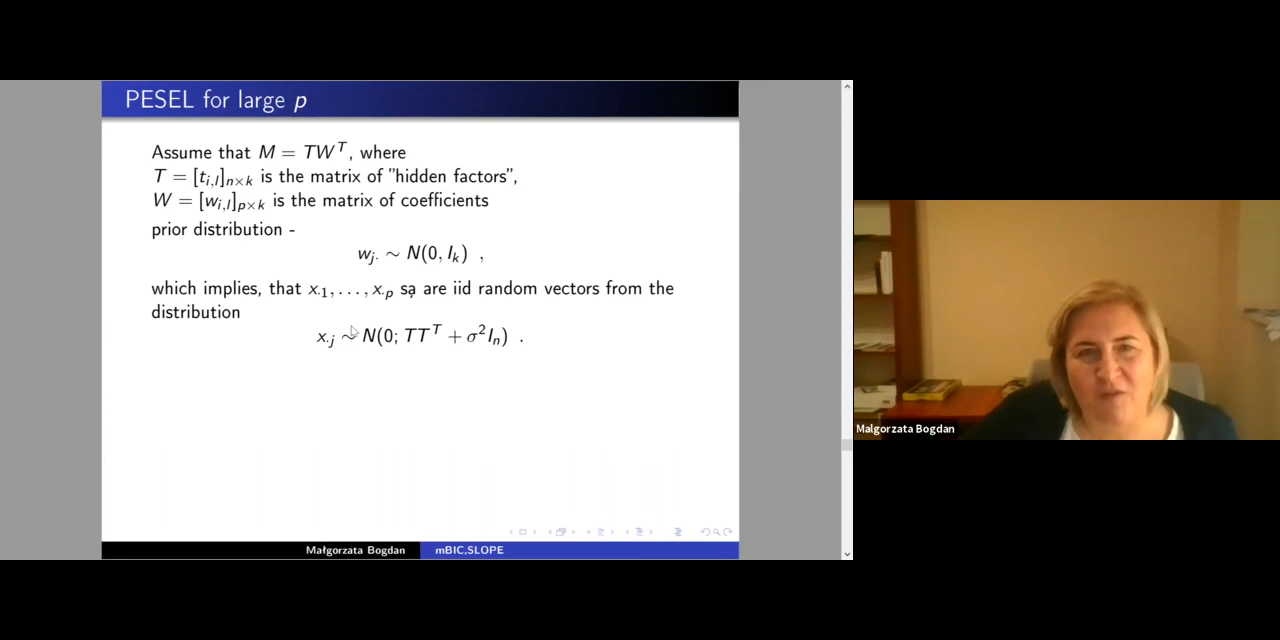 PESEL for large p
Assume that M = TW^T, where
T = [t_{i,l}]_{n×k} is the matrix of "hidden factors",
W = [w_{i,l}]_{p×k} is the matrix of coefficients
prior distribution -
w_{j·} ∼ N(0, I_k) ,
which implies, that x_{·1}, . . . , x_{·p} są are iid random vectors from the
distribution
x_{·j} ∼ N(0; TT^T + σ²I_n) .
Małgorzata Bogdan
mBIC,SLOPE
Malgorzata Bogdan